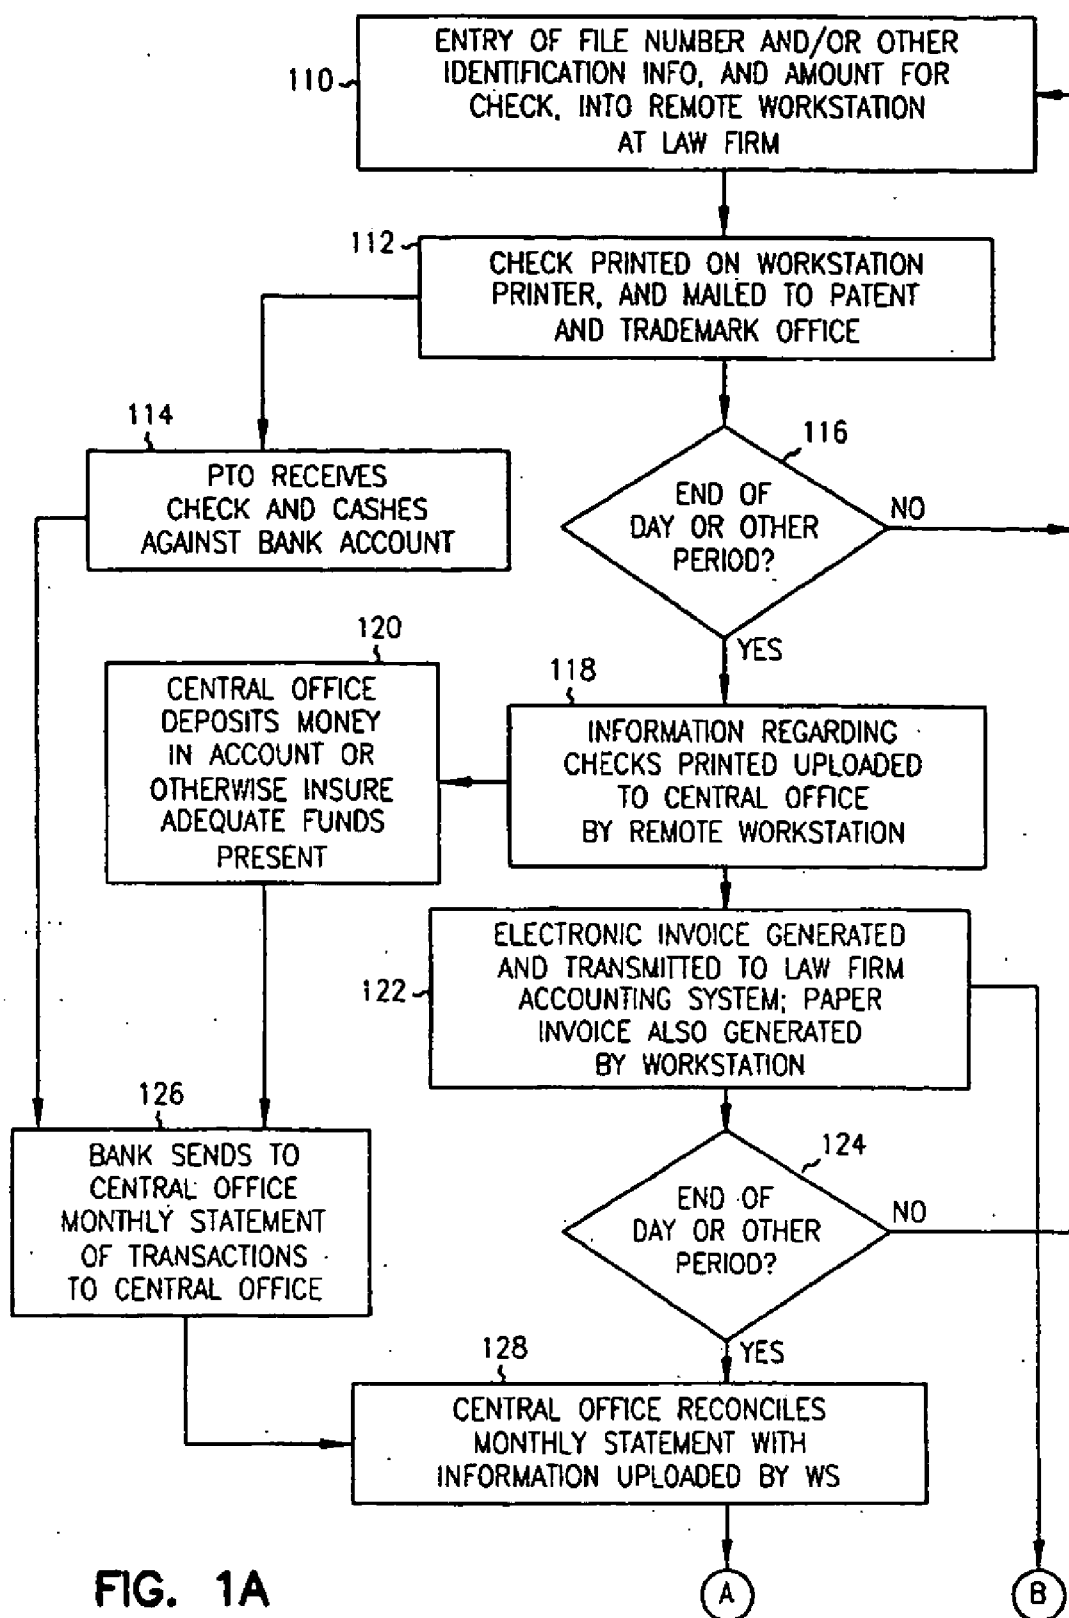 110
ENTRY OF FILE NUMBER AND/OR OTHER
IDENTIFICATION INFO, AND AMOUNT FOR
CHECK, INTO REMOTE WORKSTATION
AT LAW FIRM
112
CHECK PRINTED ON WORKSTATION
PRINTER, AND MAILED TO PATENT
AND TRADEMARK OFFICE
114
PTO RECEIVES
CHECK AND CASHES
AGAINST BANK ACCOUNT
116
END OF
DAY OR OTHER
PERIOD?
NO
YES
118
INFORMATION REGARDING
CHECKS PRINTED UPLOADED
TO CENTRAL OFFICE
BY REMOTE WORKSTATION
120
CENTRAL OFFICE
DEPOSITS MONEY
IN ACCOUNT OR
OTHERWISE INSURE
ADEQUATE FUNDS
PRESENT
122
ELECTRONIC INVOICE GENERATED
AND TRANSMITTED TO LAW FIRM
ACCOUNTING SYSTEM; PAPER
INVOICE ALSO GENERATED
BY WORKSTATION
124
END OF
DAY OR OTHER
PERIOD?
NO
YES
126
BANK SENDS TO
CENTRAL OFFICE
MONTHLY STATEMENT
OF TRANSACTIONS
TO CENTRAL OFFICE
128
CENTRAL OFFICE RECONCILES
MONTHLY STATEMENT WITH
INFORMATION UPLOADED BY WS
A
B
FIG. 1A